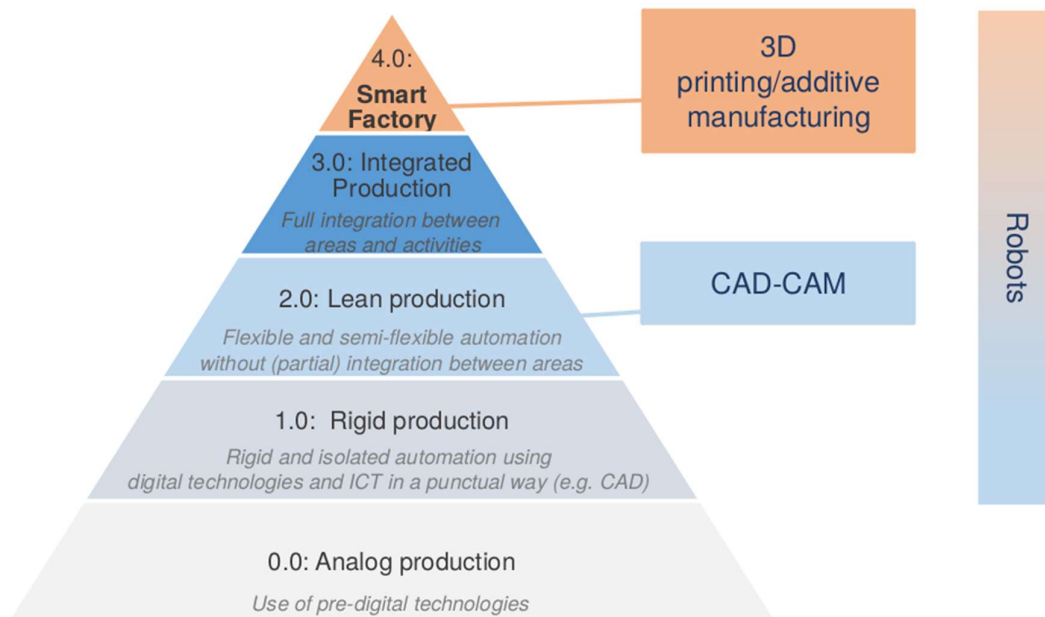 4.0:
Smart
Factory
3D
printing/additive
manufacturing
3.0: Integrated
Production
Full integration between
areas and activities
Robots
2.0: Lean production
Flexible and semi-flexible automation
without (partial) integration between areas
CAD-CAM
1.0:  Rigid production
Rigid and isolated automation using
digital technologies and ICT in a punctual way (e.g. CAD)
0.0: Analog production
Use of pre-digital technologies